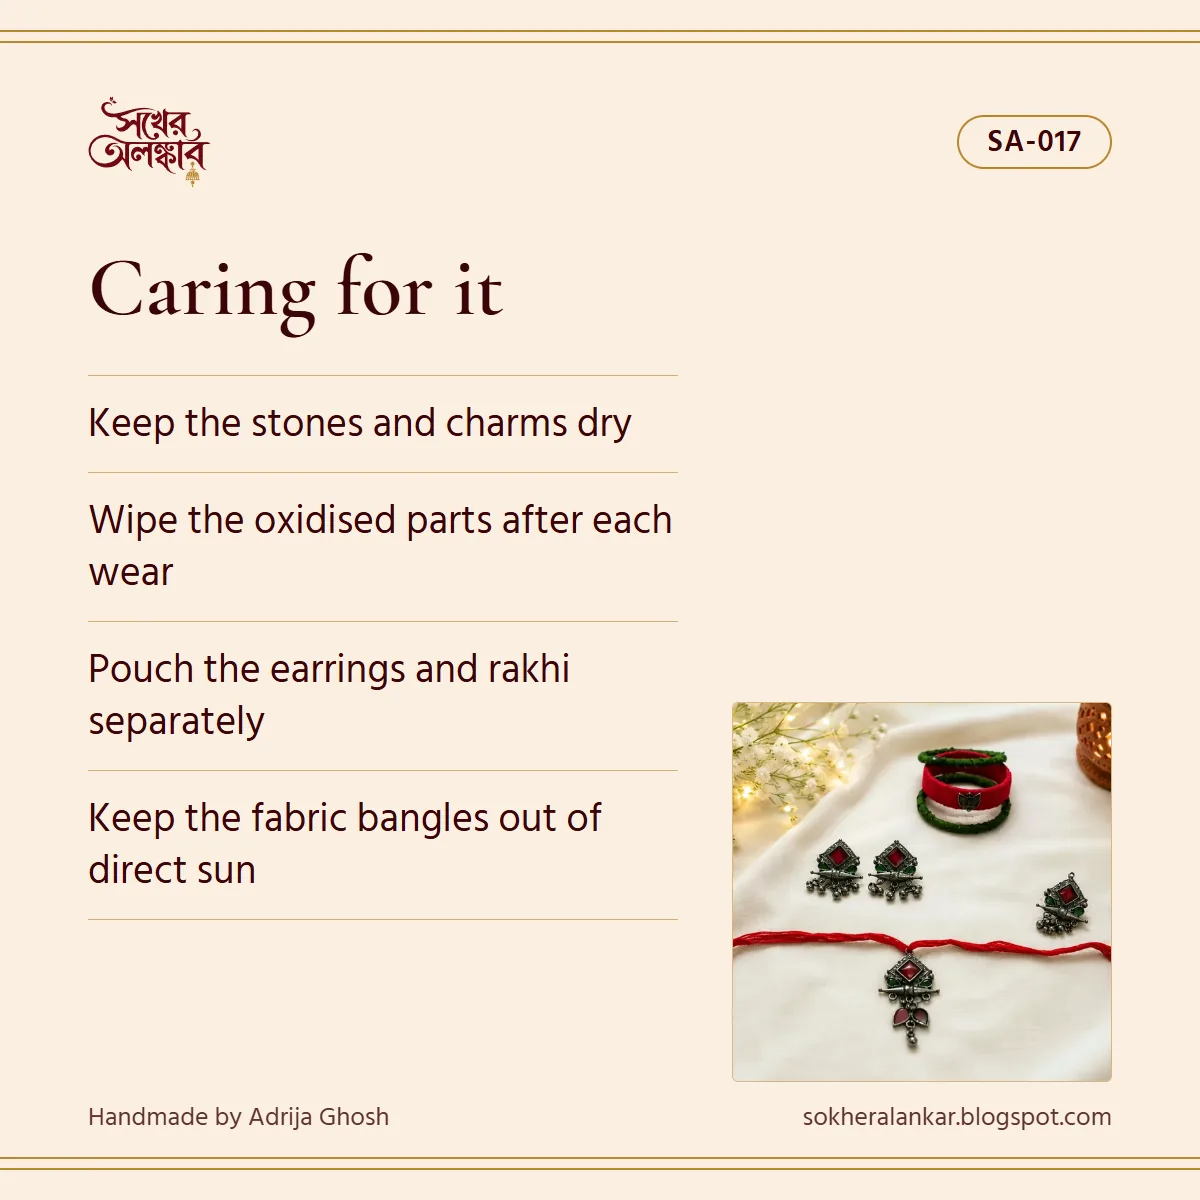 সখের
অলঙ্কার
SA-017
Caring for it
Keep the stones and charms dry
Wipe the oxidised parts after each
wear
Pouch the earrings and rakhi
separately
Keep the fabric bangles out of
direct sun
Handmade by Adrija Ghosh
sokheralankar.blogspot.com